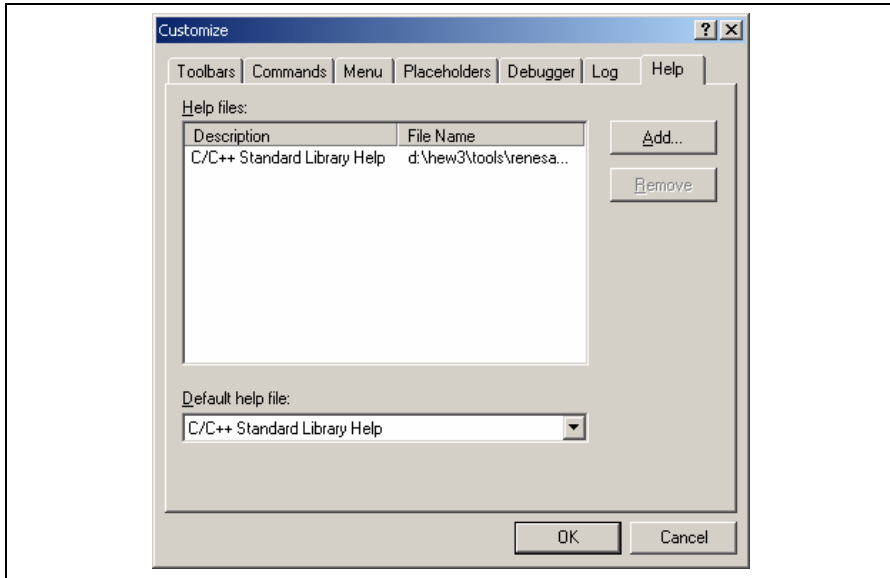 Customize
Toolbars Commands Menu Placeholders Debugger Log Help
Help files:
Description File Name
C/C++ Standard Library Help d:\hew3\tools\renesa...
Add...
Remove
Default help file:
C/C++ Standard Library Help
OK Cancel